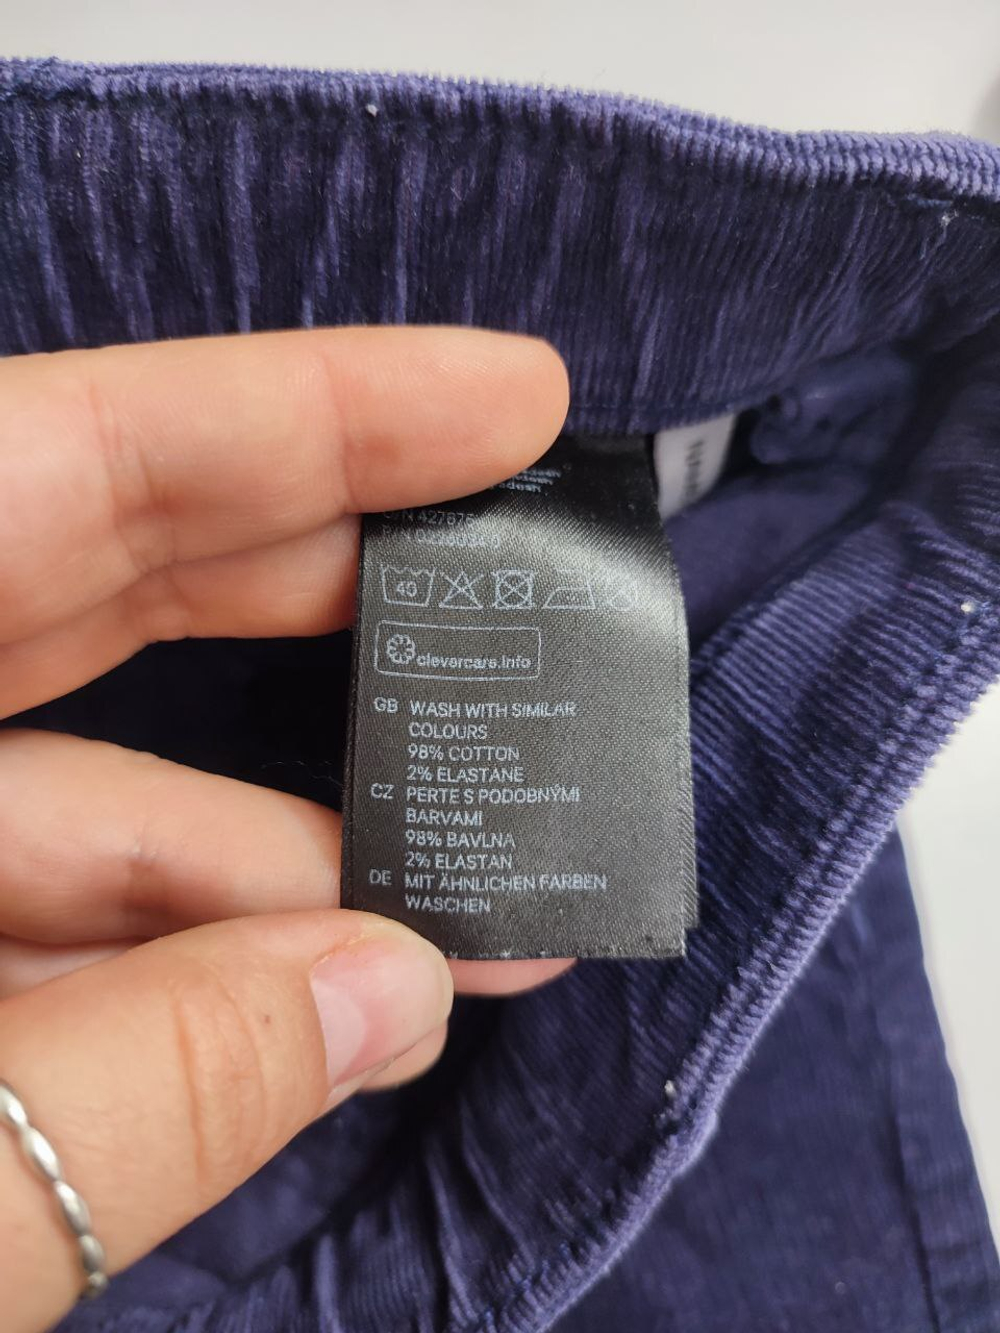 40
clevercare.info
GB WASH WITH SIMILAR
COLOURS
98% COTTON
2% ELASTANE
CZ PERTE S PODOBNÝMI
BARVAMI
98% BAVLNA
2% ELASTAN
DE MIT ÄHNLICHEN FARBEN
WASCHEN